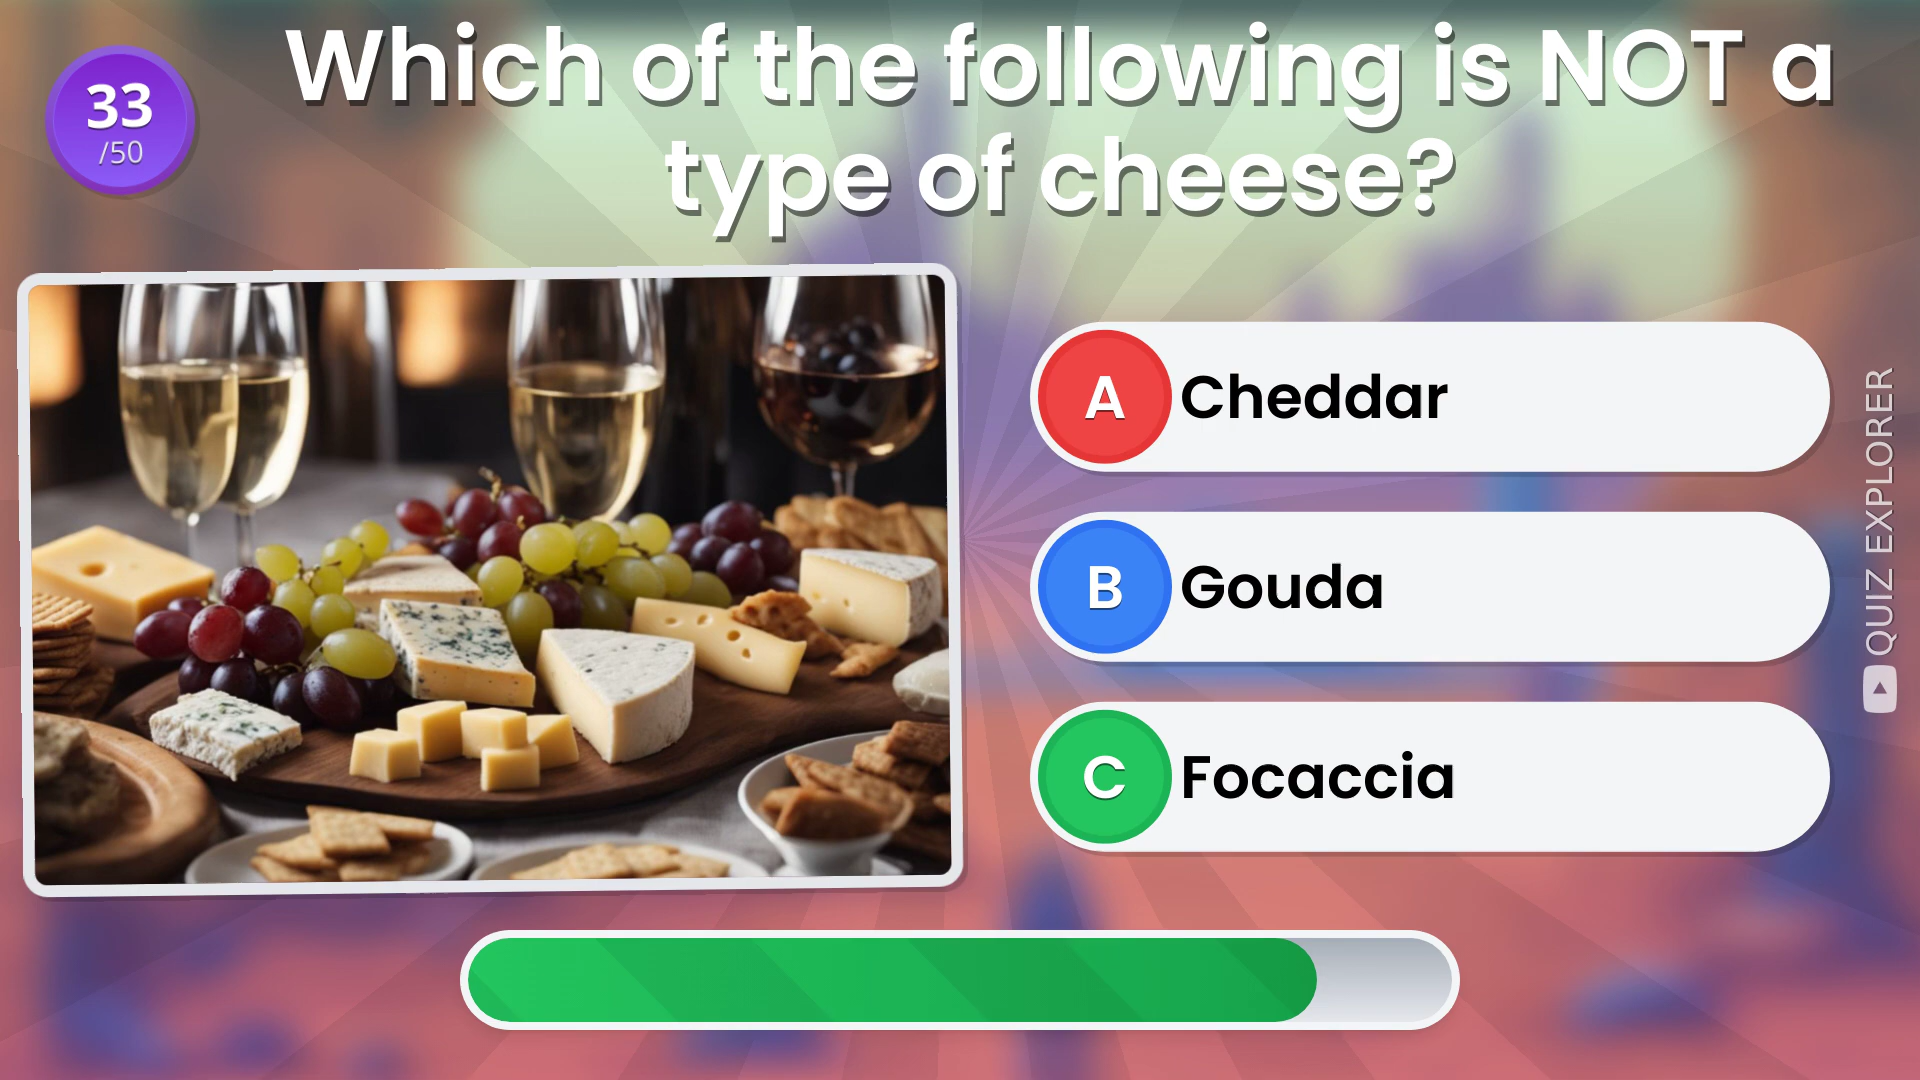 33
/50
Which of the following is NOT a
type of cheese?
A Cheddar
B Gouda
C Focaccia
QUIZ EXPLORER